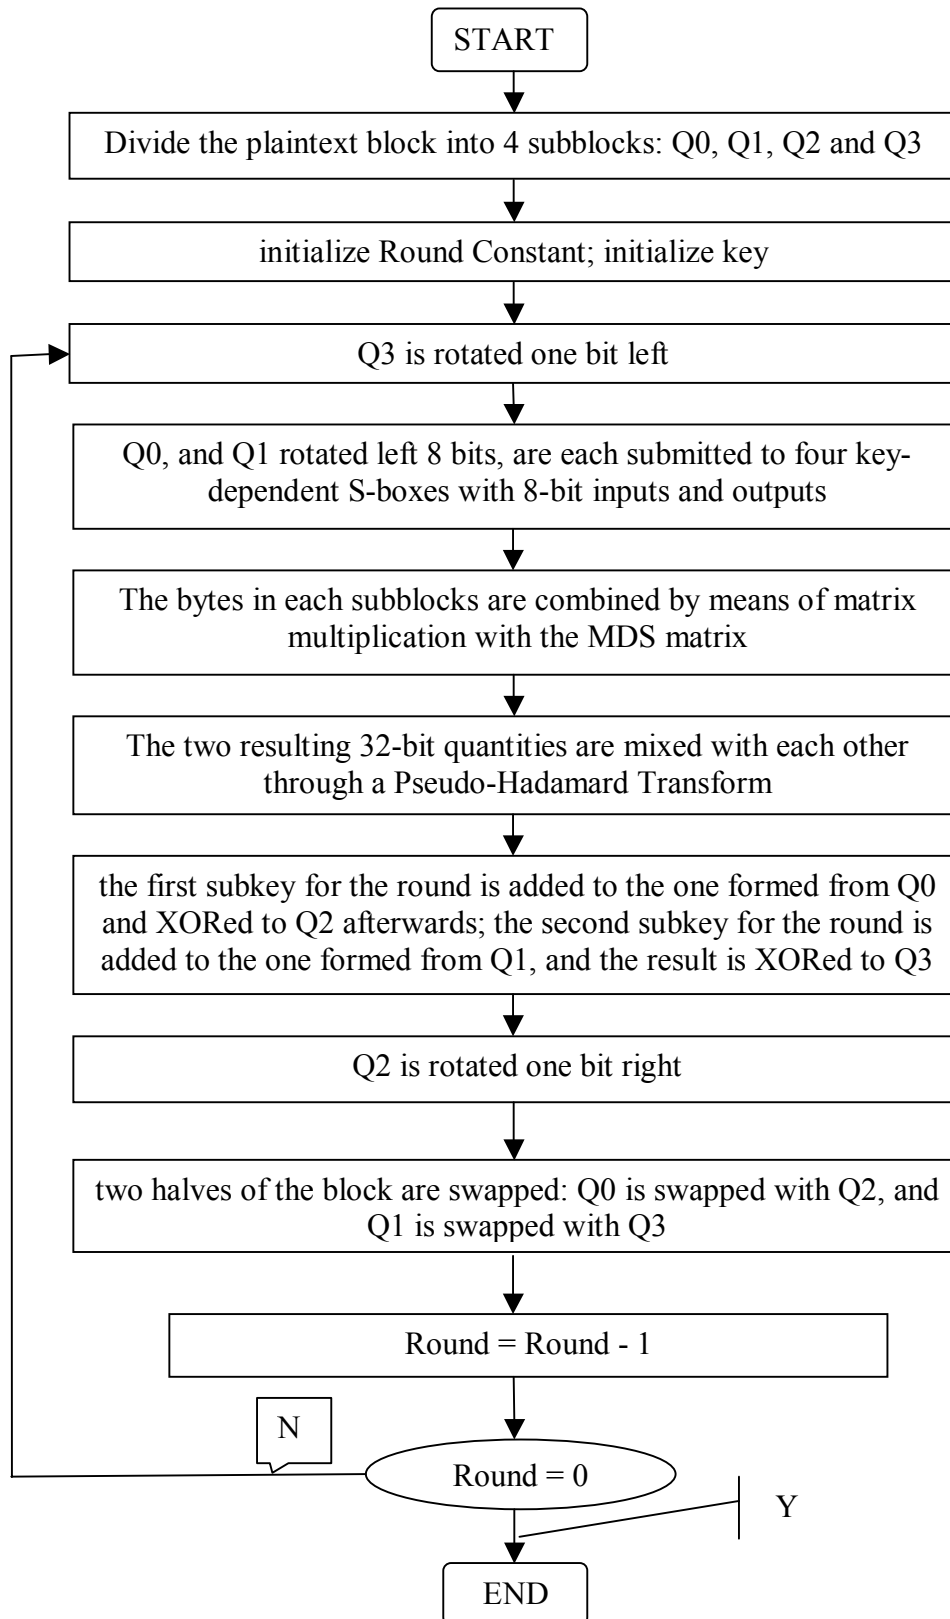 START
Divide the plaintext block into 4 subblocks: Q0, Q1, Q2 and Q3
initialize Round Constant; initialize key
Q3 is rotated one bit left
Q0, and Q1 rotated left 8 bits, are each submitted to four key-
dependent S-boxes with 8-bit inputs and outputs
The bytes in each subblocks are combined by means of matrix
multiplication with the MDS matrix
The two resulting 32-bit quantities are mixed with each other
through a Pseudo-Hadamard Transform
the first subkey for the round is added to the one formed from Q0
and XORed to Q2 afterwards; the second subkey for the round is
added to the one formed from Q1, and the result is XORed to Q3
Q2 is rotated one bit right
two halves of the block are swapped: Q0 is swapped with Q2, and
Q1 is swapped with Q3
Round = Round - 1
N
Round = 0
Y
END